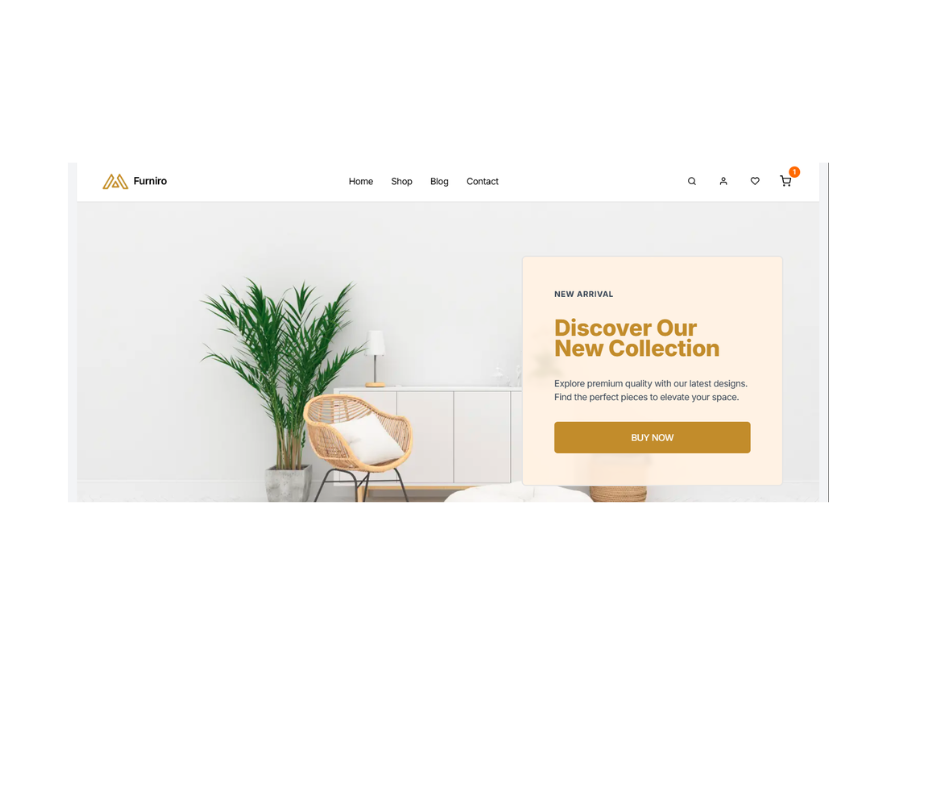 Furniro
Home Shop Blog Contact
1
NEW ARRIVAL
Discover Our
New Collection
Explore premium quality with our latest designs.
Find the perfect pieces to elevate your space.
BUY NOW